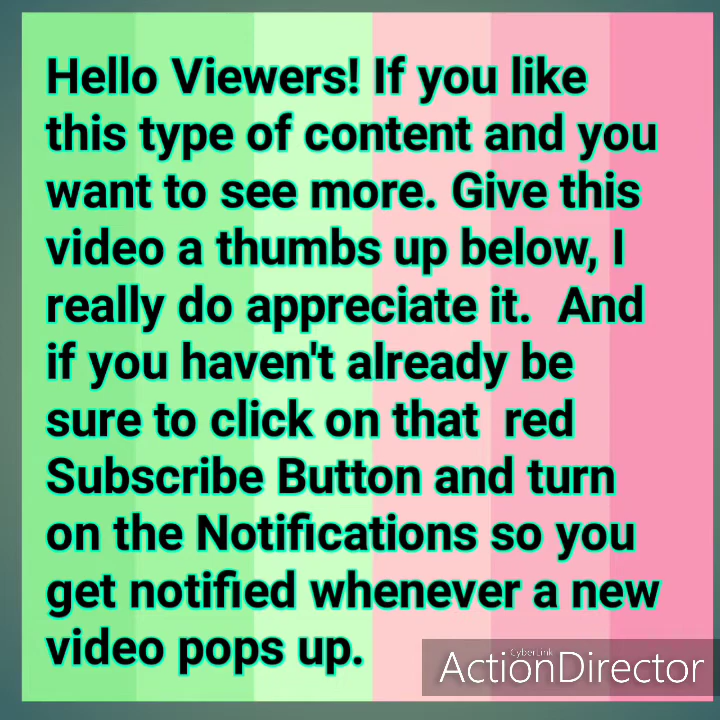 Hello Viewers! If you like
this type of content and you
want to see more. Give this
video a thumbs up below, I
really do appreciate it.  And
if you haven't already be
sure to click on that  red
Subscribe Button and turn
on the Notifications so you
get notified whenever a new
video pops up.
CyberLink
ActionDirector